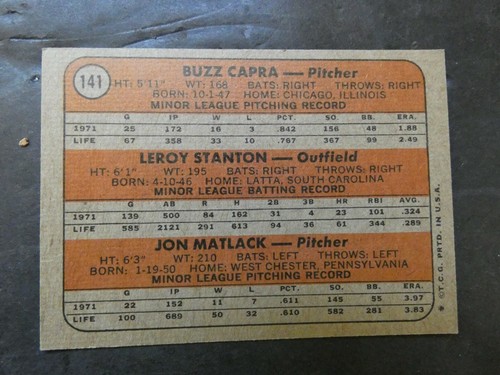 141
BUZZ CAPRA — Pitcher
HT: 5'11" WT: 168 BATS: RIGHT THROWS: RIGHT
BORN: 10-1-47 HOME: CHICAGO, ILLINOIS
MINOR LEAGUE PITCHING RECORD
G IP W L PCT. SO. BB. ERA.
1971 25 172 16 3 .842 156 48 1.88
LIFE 67 358 33 10 .767 367 99 2.49
LEROY STANTON — Outfield
HT: 6'1" WT: 195 BATS: RIGHT THROWS: RIGHT
BORN: 4-10-46 HOME: LATTA, SOUTH CAROLINA
MINOR LEAGUE BATTING RECORD
G AB R H 2B 3B HR RBI AVG.
1971 139 500 84 162 31 4 23 101 .324
LIFE 585 2121 291 613 94 36 61 344 .289
JON MATLACK — Pitcher
HT: 6'3" WT: 210 BATS: LEFT THROWS: LEFT
BORN: 1-19-50 HOME: WEST CHESTER, PENNSYLVANIA
MINOR LEAGUE PITCHING RECORD
G IP W L PCT. SO. BB. ERA.
1971 22 152 11 7 .611 145 55 3.97
LIFE 100 689 50 32 .610 582 281 3.83
©T.C.G. PRTD. IN U.S.A.